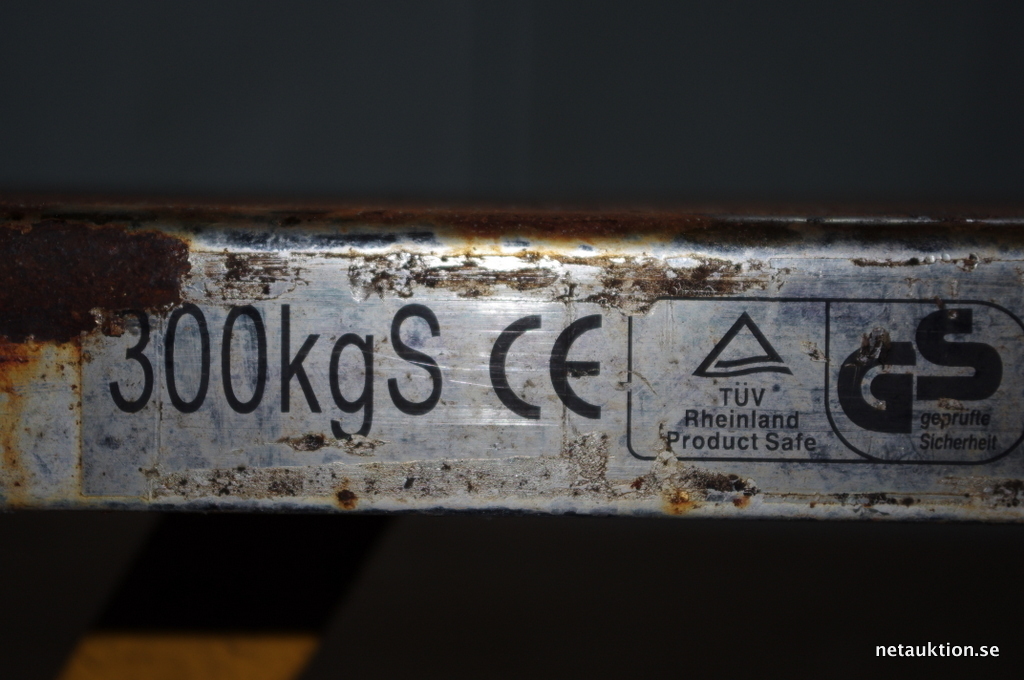 300kgS CE
TÜV
Rheinland
Product Safe
GS
geprüfte
Sicherheit
netauktion.se